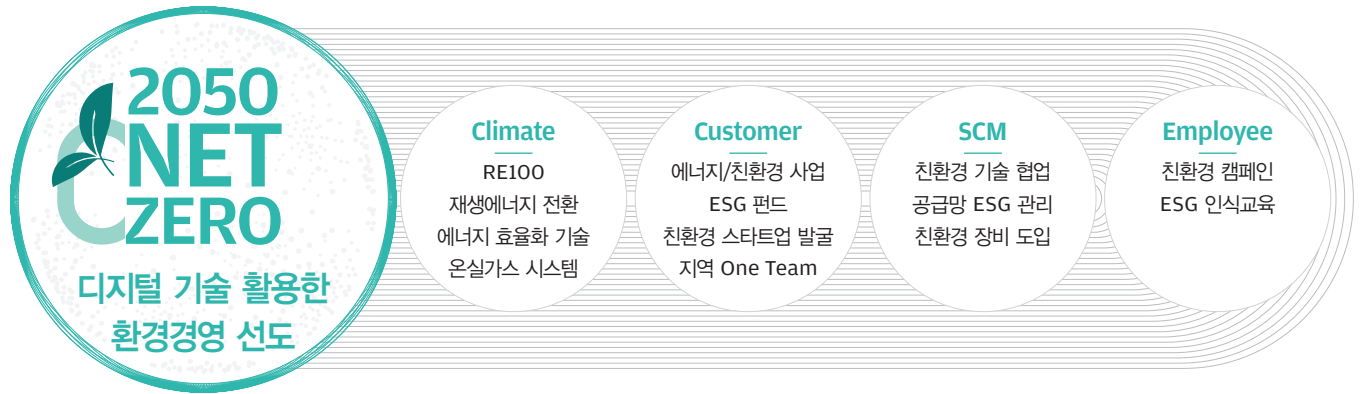 2050
NET
ZERO
C
디지털 기술 활용한
환경경영 선도
Climate
RE100
재생에너지 전환
에너지 효율화 기술
온실가스 시스템
Customer
에너지/친환경 사업
ESG 펀드
친환경 스타트업 발굴
지역 One Team
SCM
친환경 기술 협업
공급망 ESG 관리
친환경 장비 도입
Employee
친환경 캠페인
ESG 인식교육